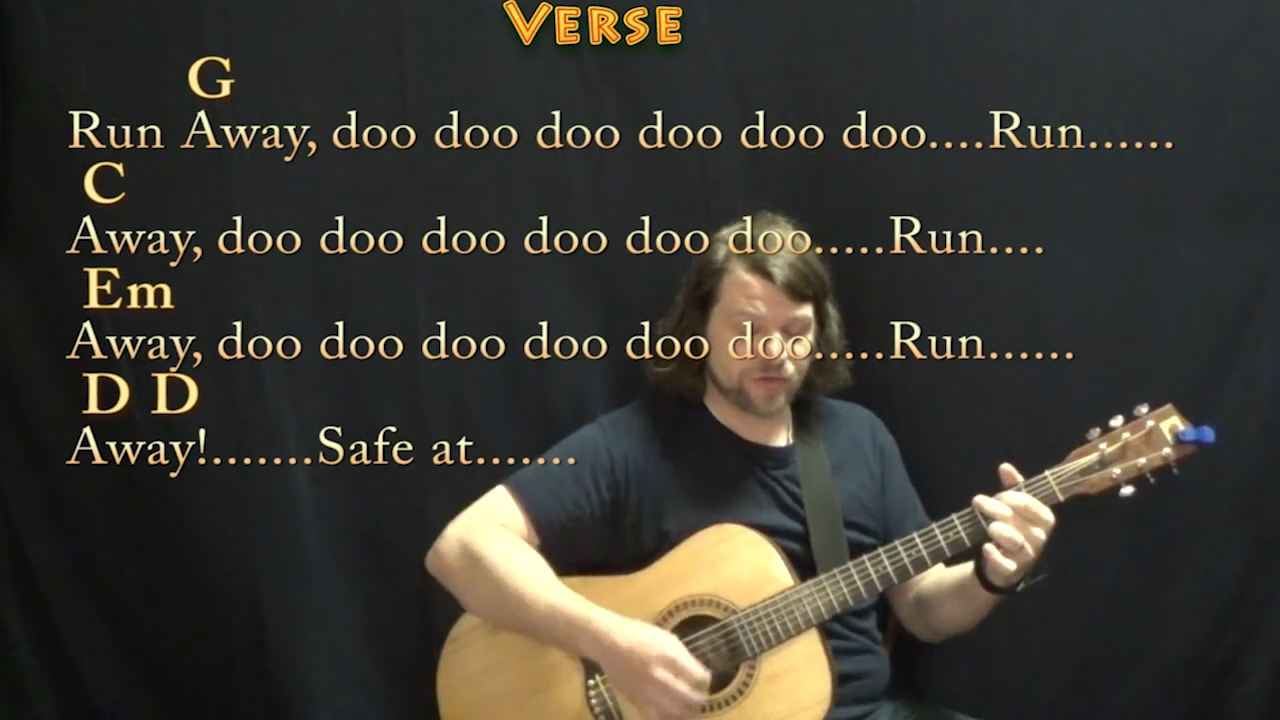 VERSE
G
Run Away, doo doo doo doo doo doo....Run......
C
Away, doo doo doo doo doo doo.....Run....
Em
Away, doo doo doo doo doo doo.....Run......
D D
Away!.......Safe at.......